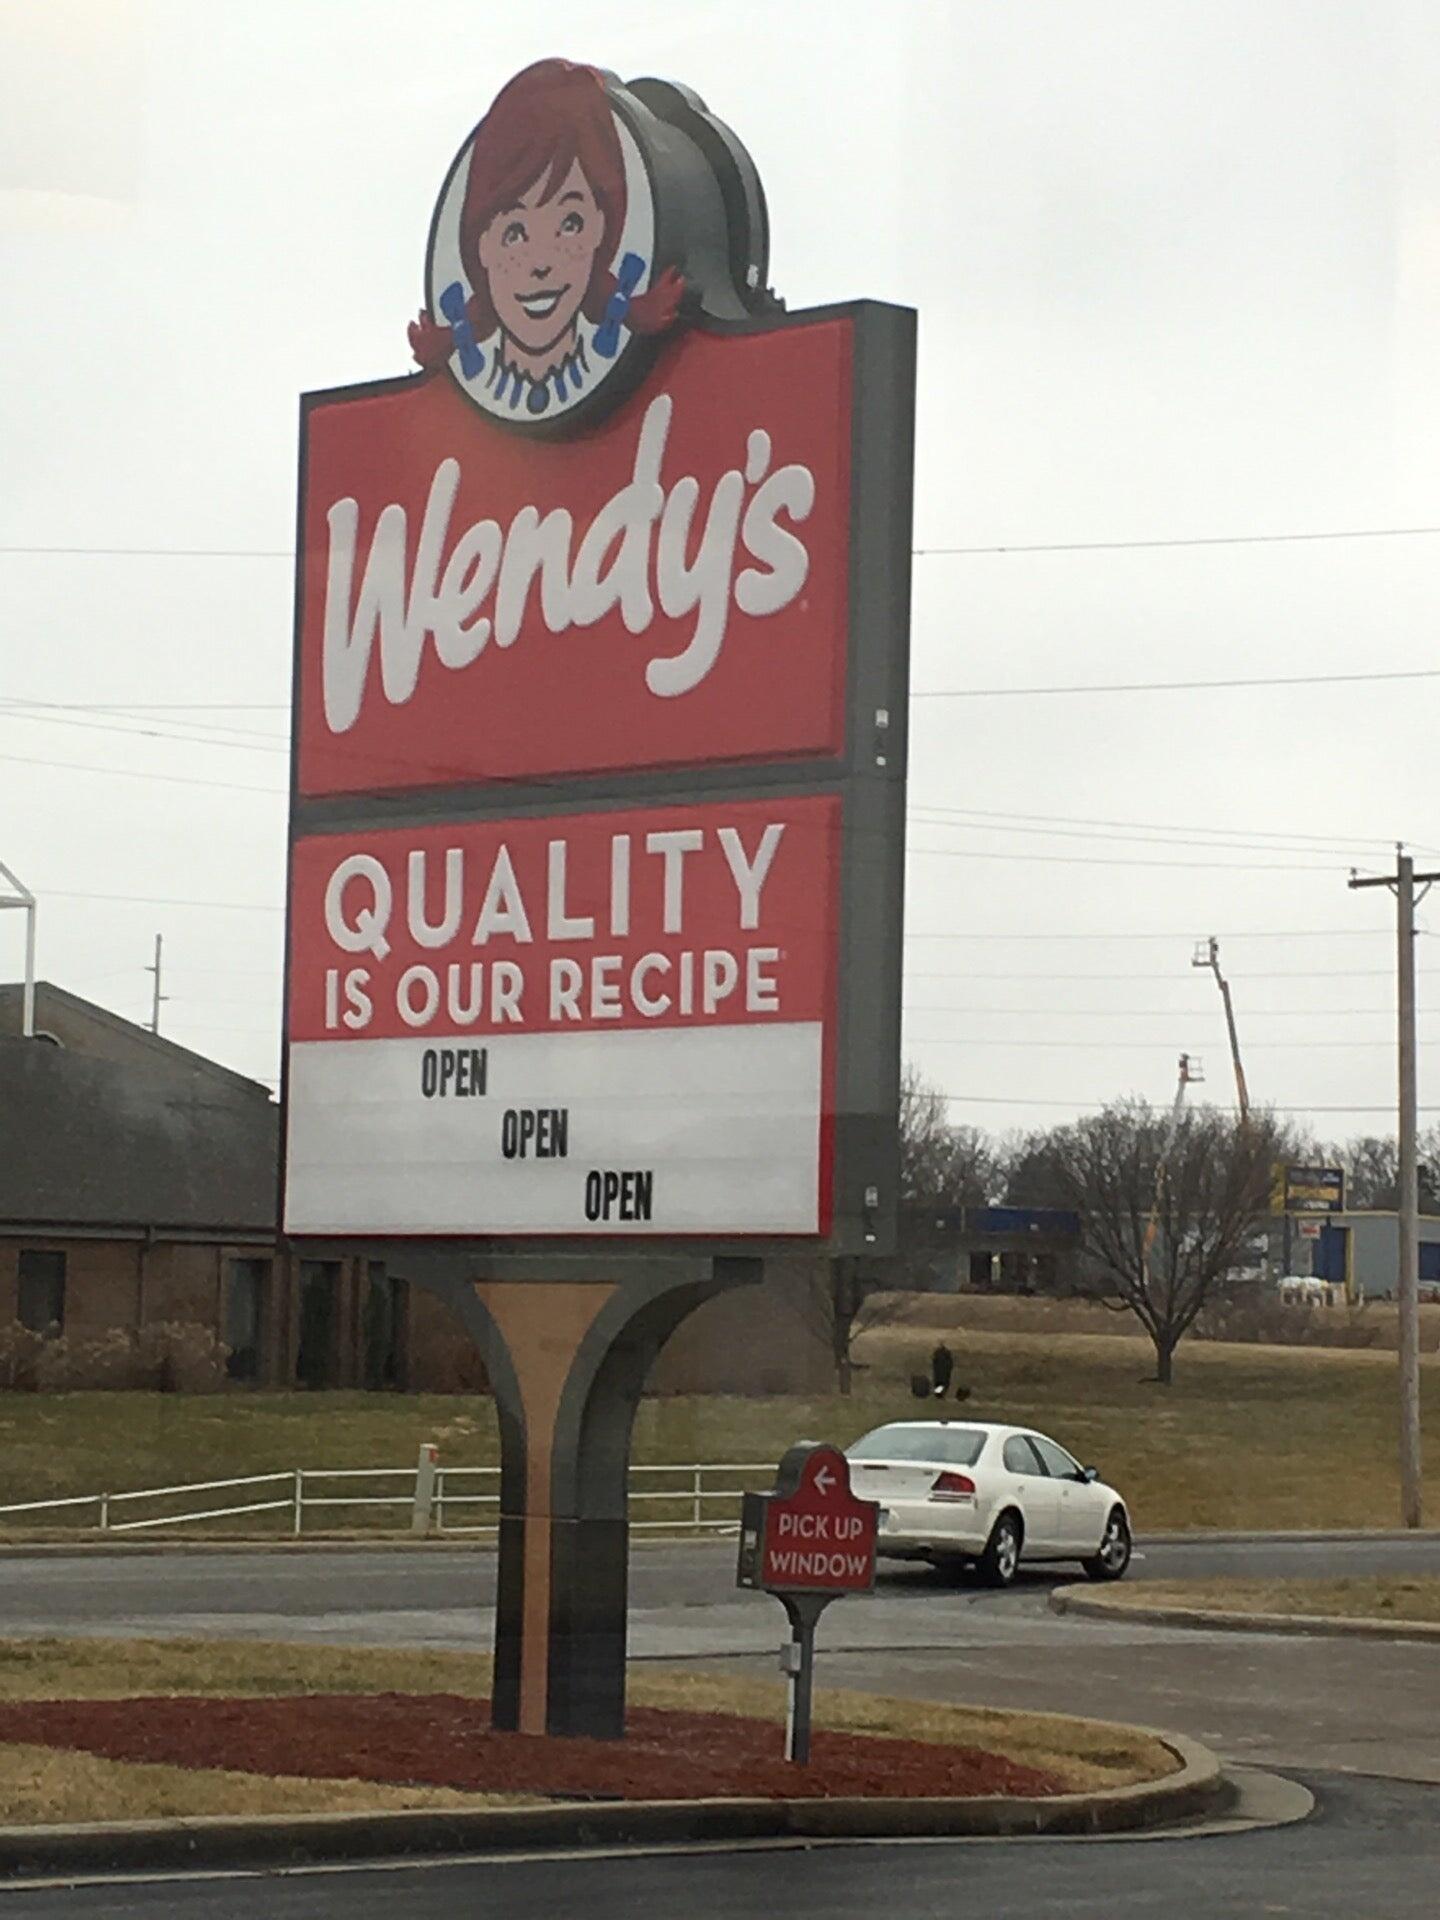 Wendy's
QUALITY
IS OUR RECIPE
OPEN
OPEN
OPEN
←
PICK UP
WINDOW